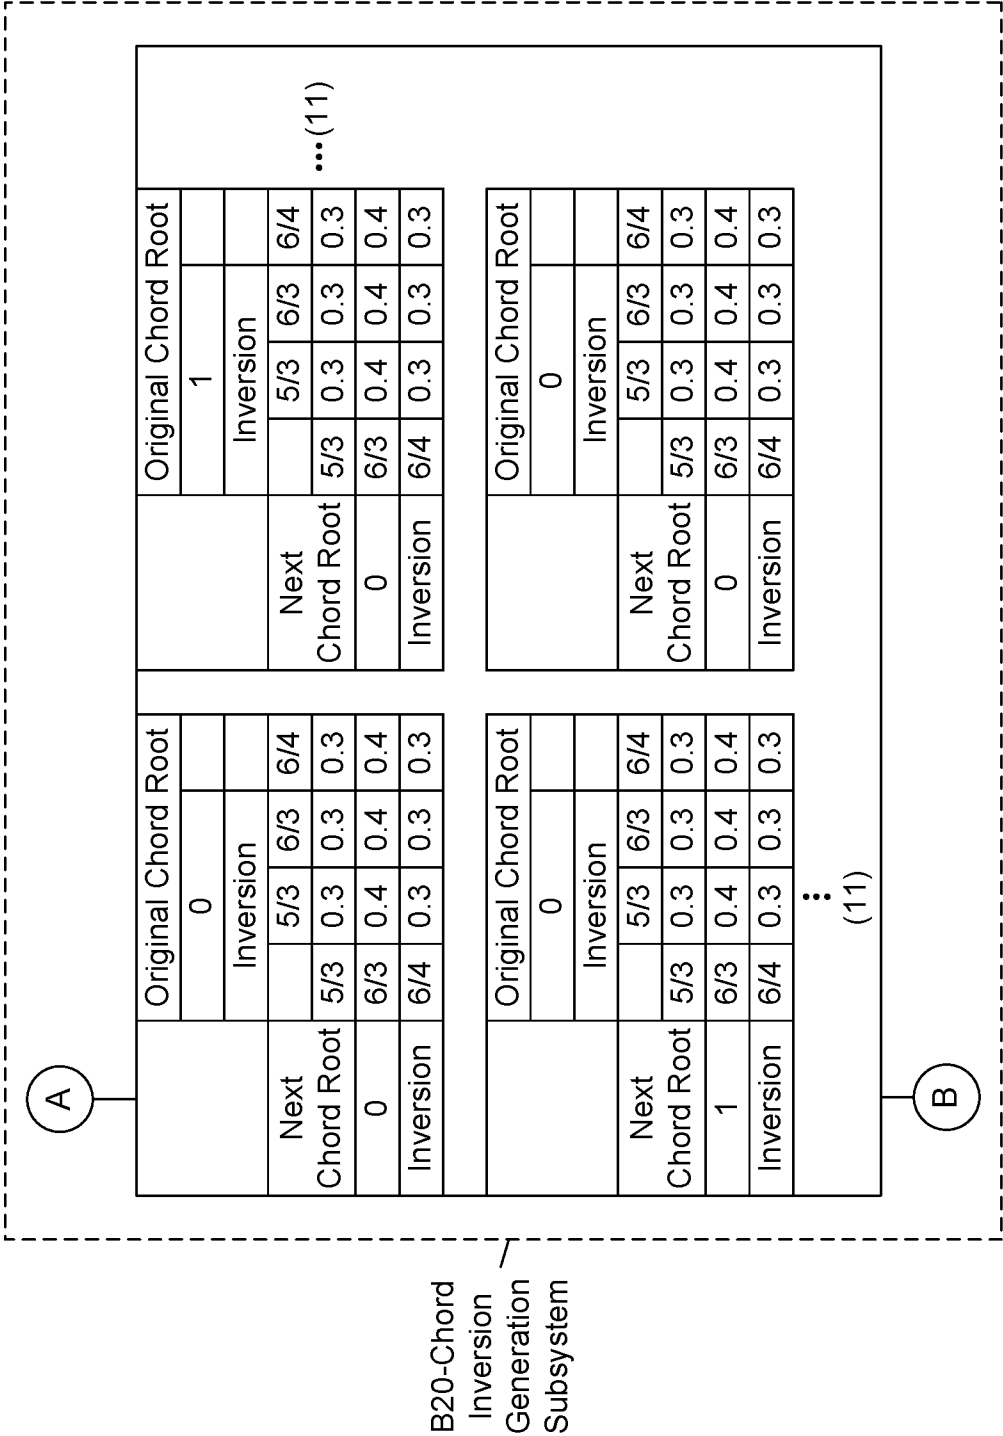 A
Original Chord Root
0
Inversion
Next 5/3 6/3 6/4
Chord Root 5/3 0.3 0.3 0.3
0 6/3 0.4 0.4 0.4
Inversion 6/4 0.3 0.3 0.3
Original Chord Root
1
Inversion
Next 5/3 6/3 6/4
Chord Root 5/3 0.3 0.3 0.3
0 6/3 0.4 0.4 0.4
Inversion 6/4 0.3 0.3 0.3
...(11)
Original Chord Root
0
Inversion
Next 5/3 6/3 6/4
Chord Root 5/3 0.3 0.3 0.3
1 6/3 0.4 0.4 0.4
Inversion 6/4 0.3 0.3 0.3
Original Chord Root
0
Inversion
Next 5/3 6/3 6/4
Chord Root 5/3 0.3 0.3 0.3
0 6/3 0.4 0.4 0.4
Inversion 6/4 0.3 0.3 0.3
...
(11)
B
B20-Chord
Inversion
Generation
Subsystem